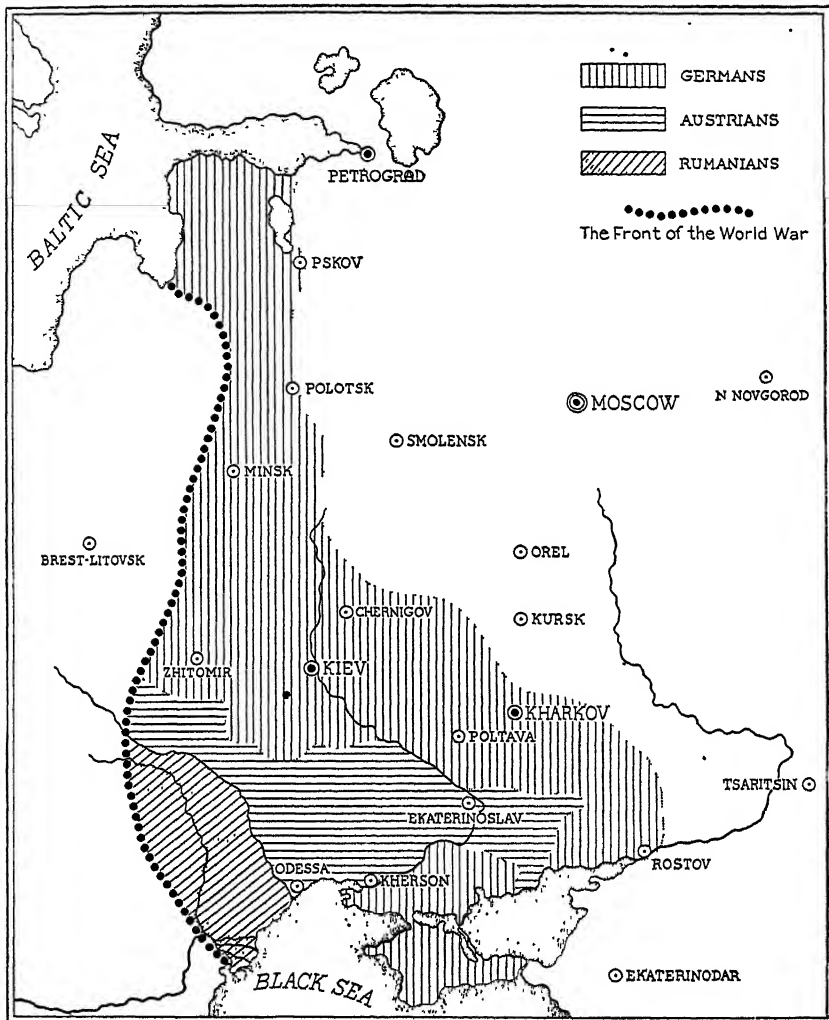 GERMANS
AUSTRIANS
RUMANIANS
The Front of the World War
BALTIC SEA
PETROGRAD
PSKOV
POLOTSK
MOSCOW
N NOVGOROD
SMOLENSK
MINSK
BREST-LITOVSK
OREL
CHERNIGOV
KURSK
ZHITOMIR
KIEV
KHARKOV
POLTAVA
TSARITSIN
EKATERINOSLAV
ROSTOV
ODESSA
KHERSON
BLACK SEA
EKATERINODAR